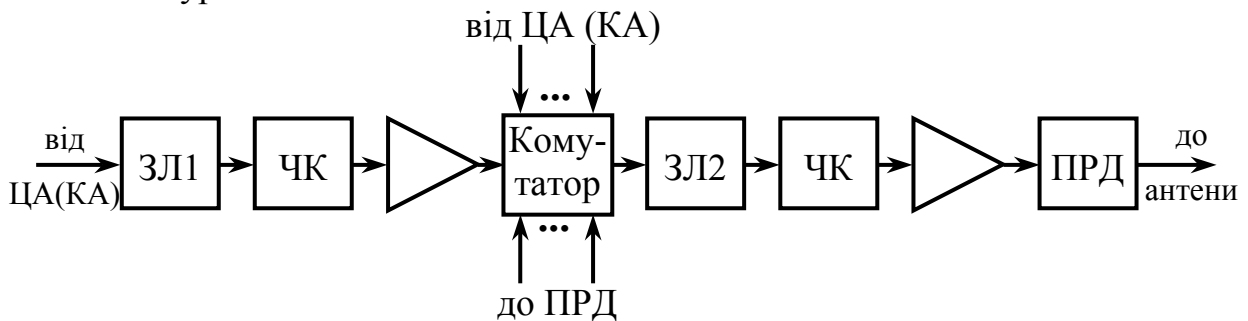 від ЦА (КА)
...
від
ЦА(КА)
ЗЛ1
ЧК
Кому-
татор
ЗЛ2
ЧК
ПРД
до
антени
...
до ПРД